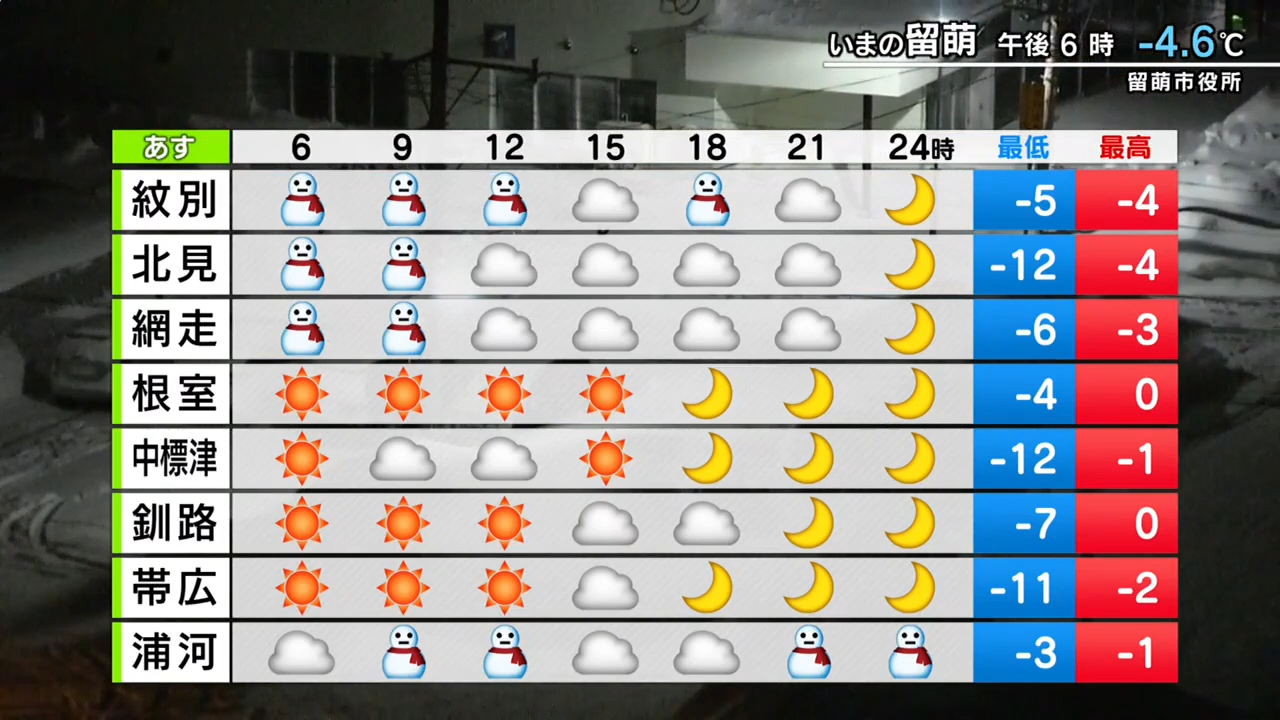 いまの留萌 午後6時 -4.6℃
留萌市役所
あす 6 9 12 15 18 21 24時 最低 最高
紋別 -5 -4
北見 -12 -4
網走 -6 -3
根室 -4 0
中標津 -12 -1
釧路 -7 0
帯広 -11 -2
浦河 -3 -1